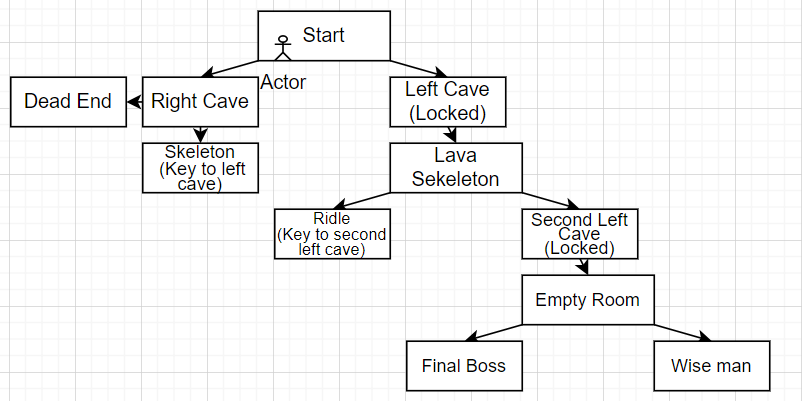 Start
Actor
Dead End
Right Cave
Left Cave
(Locked)
Skeleton
(Key to left
cave)
Lava
Sekeleton
Ridle
(Key to second
left cave)
Second Left
Cave
(Locked)
Empty Room
Final Boss
Wise man